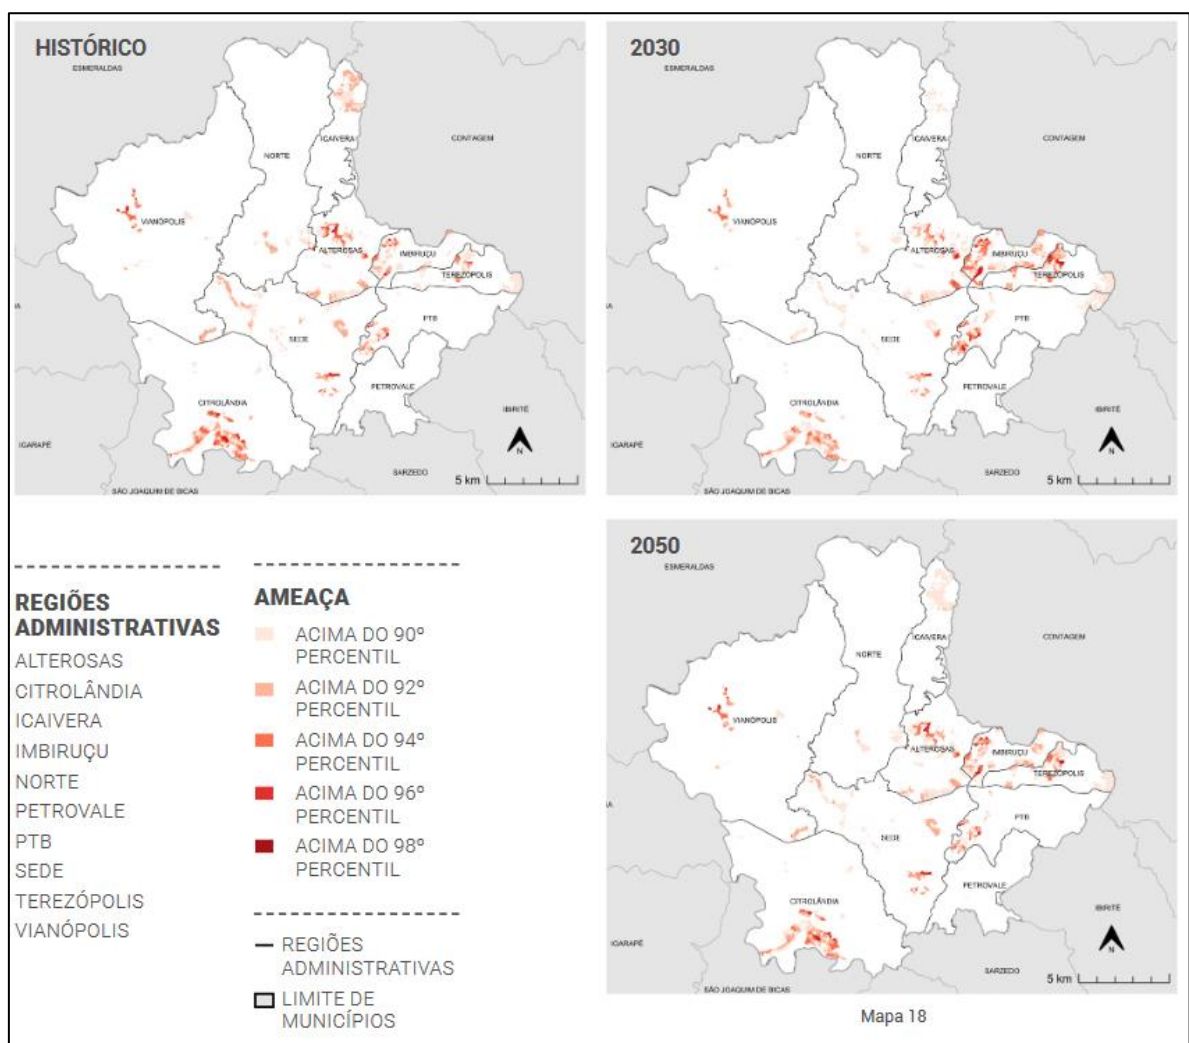 HISTÓRICO
ESMERALDAS
ICAIVERA
CONTAGEM
NORTE
VIANÓPOLIS
ALTEROSAS
IMBIRUÇU
TEREZÓPOLIS
PTB
SEDE
PETROVALE
CITROLÂNDIA
IBIRITÉ
IGARAPÉ
N
SARZEDO
5 km
SÃO JOAQUIM DE BICAS
2030
ESMERALDAS
ICAIVERA
CONTAGEM
NORTE
VIANÓPOLIS
ALTEROSAS
IMBIRUÇU
TEREZÓPOLIS
PTB
SEDE
PETROVALE
CITROLÂNDIA
IBIRITÉ
IGARAPÉ
N
SARZEDO
5 km
SÃO JOAQUIM DE BICAS
REGIÕES
ADMINISTRATIVAS
ALTEROSAS
CITROLÂNDIA
ICAIVERA
IMBIRUÇU
NORTE
PETROVALE
PTB
SEDE
TEREZÓPOLIS
VIANÓPOLIS
AMEAÇA
ACIMA DO 90º
PERCENTIL
ACIMA DO 92º
PERCENTIL
ACIMA DO 94º
PERCENTIL
ACIMA DO 96º
PERCENTIL
ACIMA DO 98º
PERCENTIL
REGIÕES
ADMINISTRATIVAS
LIMITE DE
MUNICÍPIOS
2050
ESMERALDAS
ICAIVERA
CONTAGEM
NORTE
VIANÓPOLIS
ALTEROSAS
IMBIRUÇU
TEREZÓPOLIS
PTB
SEDE
PETROVALE
CITROLÂNDIA
IBIRITÉ
IGARAPÉ
N
SARZEDO
5 km
SÃO JOAQUIM DE BICAS
Mapa 18